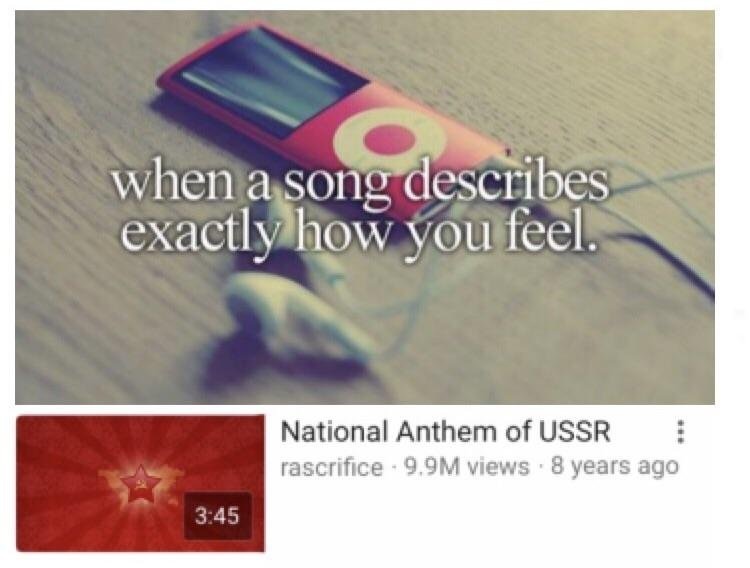 when a song describes
exactly how you feel.
National Anthem of USSR
rascrifice · 9.9M views · 8 years ago
3:45